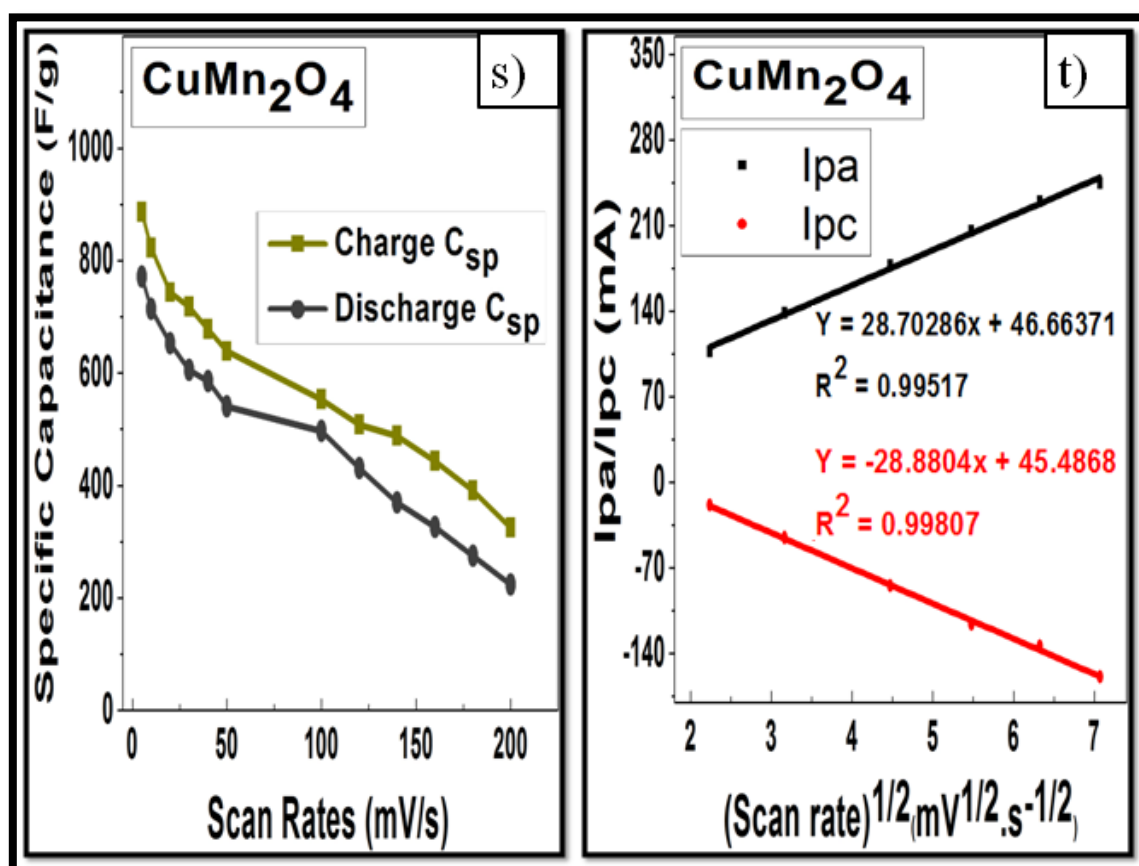 s)
CuMn₂O₄
Charge Csp
Discharge Csp
Specific Capacitance (F/g)
1000
800
600
400
200
0
0 50 100 150 200
Scan Rates (mV/s)
t)
CuMn₂O₄
Ipa
Ipc
Ipa/Ipc (mA)
350
280
210
140
70
0
-70
-140
Y = 28.70286x + 46.66371
R² = 0.99517
Y = -28.8804x + 45.4868
R² = 0.99807
2 3 4 5 6 7
(Scan rate)^1/2 (mV^1/2.s^-1/2)